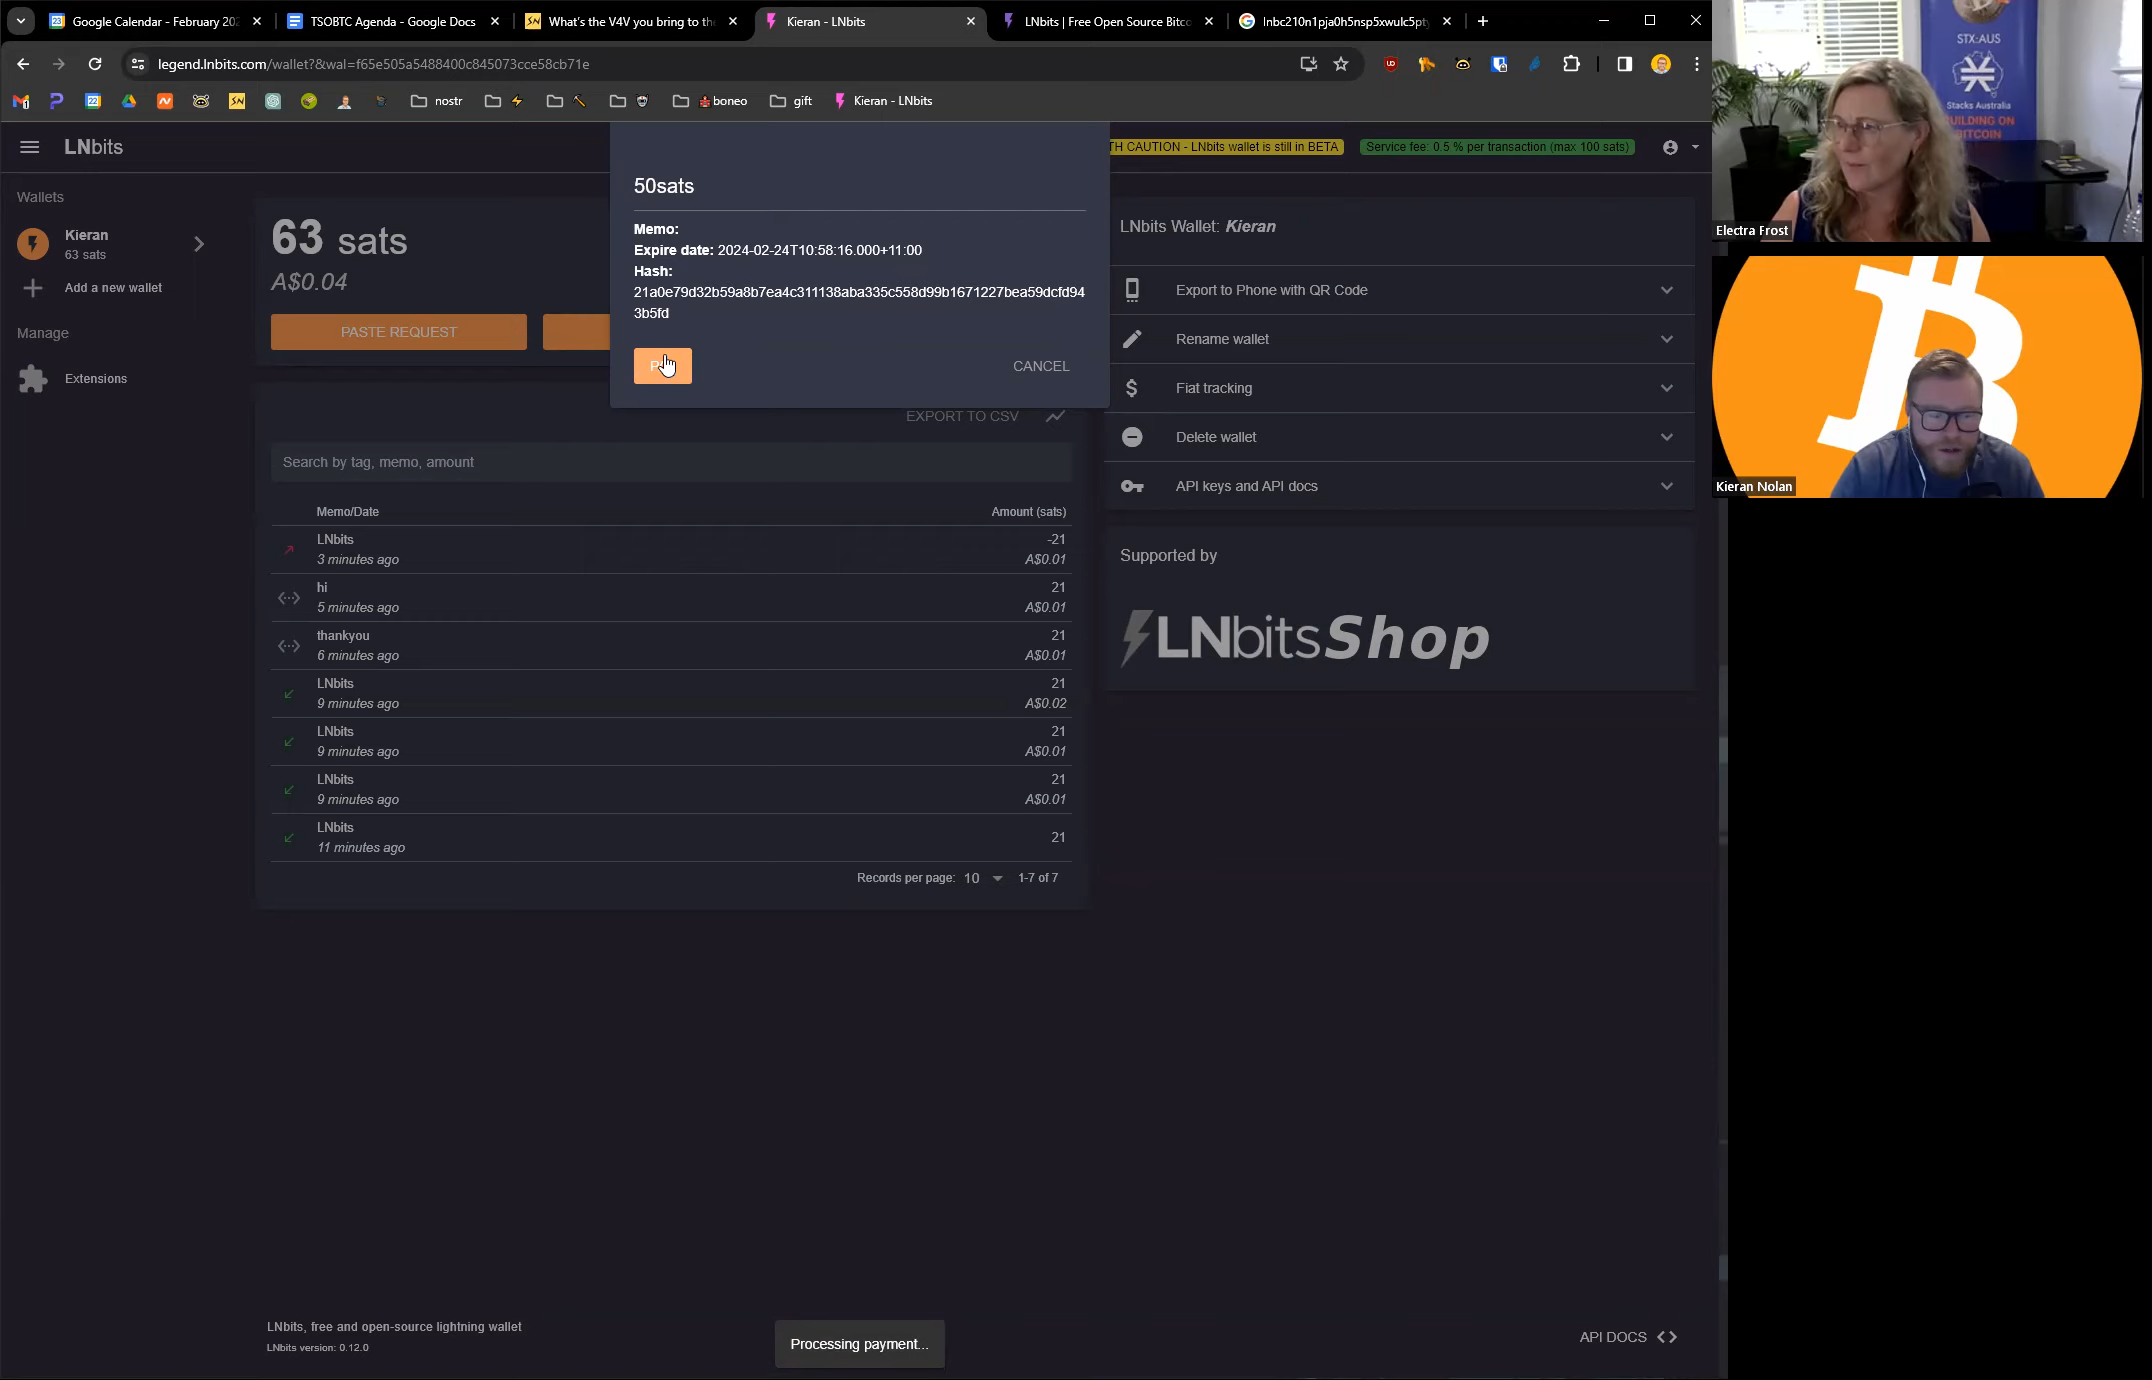 Google Calendar - February 202
TSOBTC Agenda - Google Docs
What's the V4V you bring to the
Kieran - LNbits
LNbits | Free Open Source Bitco
lnbc210n1pja0h5nsp5xwulc5pty
legend.lnbits.com/wallet?&wal=f65e505a5488400c845073cce58cb71e
nostr
boneo
gift
Kieran - LNbits
LNbits
TH CAUTION - LNbits wallet is still in BETA
Service fee: 0.5 % per transaction (max 100 sats)
Wallets
Kieran
63 sats
Add a new wallet
Manage
Extensions
63 sats
A$0.04
PASTE REQUEST
50sats
Memo:
Expire date: 2024-02-24T10:58:16.000+11:00
Hash:
21a0e79d32b59a8b7ea4c311138aba335c558d99b1671227bea59dcfd94
3b5fd
CANCEL
EXPORT TO CSV
Search by tag, memo, amount
Memo/Date
Amount (sats)
LNbits
-21
3 minutes ago
A$0.01
hi
21
5 minutes ago
A$0.01
thankyou
21
6 minutes ago
A$0.01
LNbits
21
9 minutes ago
A$0.02
LNbits
21
9 minutes ago
A$0.01
LNbits
21
9 minutes ago
A$0.01
LNbits
21
11 minutes ago
Records per page: 10
1-7 of 7
LNbits Wallet: Kieran
Export to Phone with QR Code
Rename wallet
Fiat tracking
Delete wallet
API keys and API docs
Supported by
LNbitsShop
LNbits, free and open-source lightning wallet
LNbits version: 0.12.0
Processing payment...
API DOCS
STX:AUS
Stacks Australia
BUILDING ON
BITCOIN
Electra Frost
Kieran Nolan